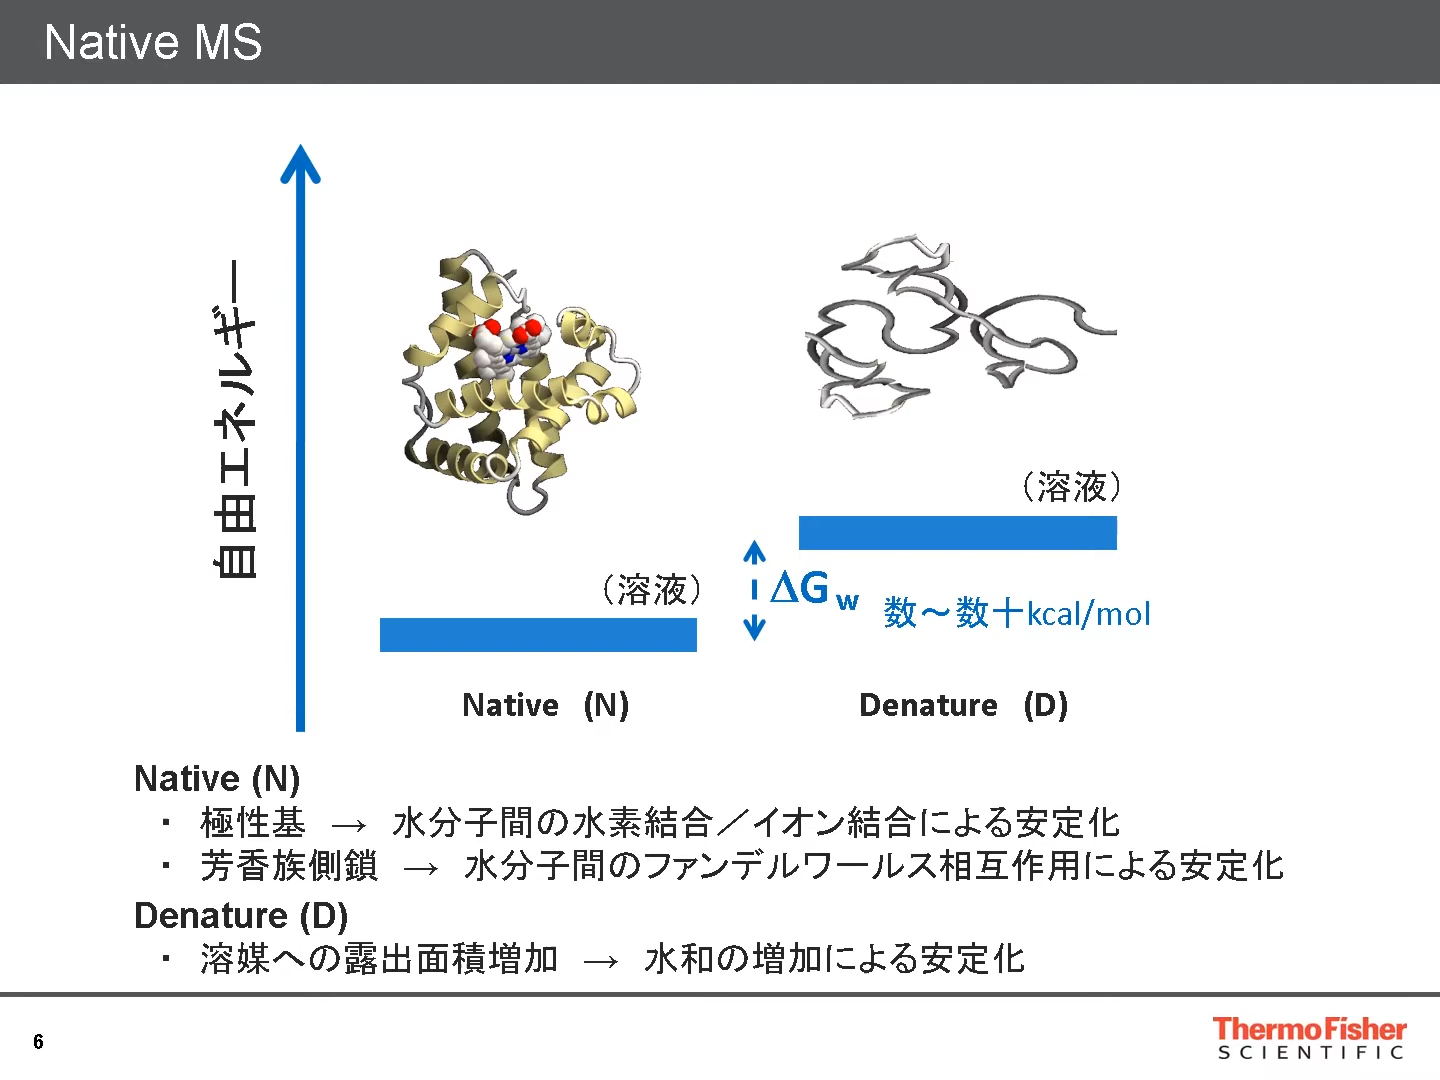 Native MS
自由エネルギー
（溶液）
（溶液）
ΔGw 数～数十kcal/mol
Native (N)
Denature (D)
Native (N)
・ 極性基 → 水分子間の水素結合／イオン結合による安定化
・ 芳香族側鎖 → 水分子間のファンデルワールス相互作用による安定化
Denature (D)
・ 溶媒への露出面積増加 → 水和の増加による安定化
6
ThermoFisher
SCIENTIFIC